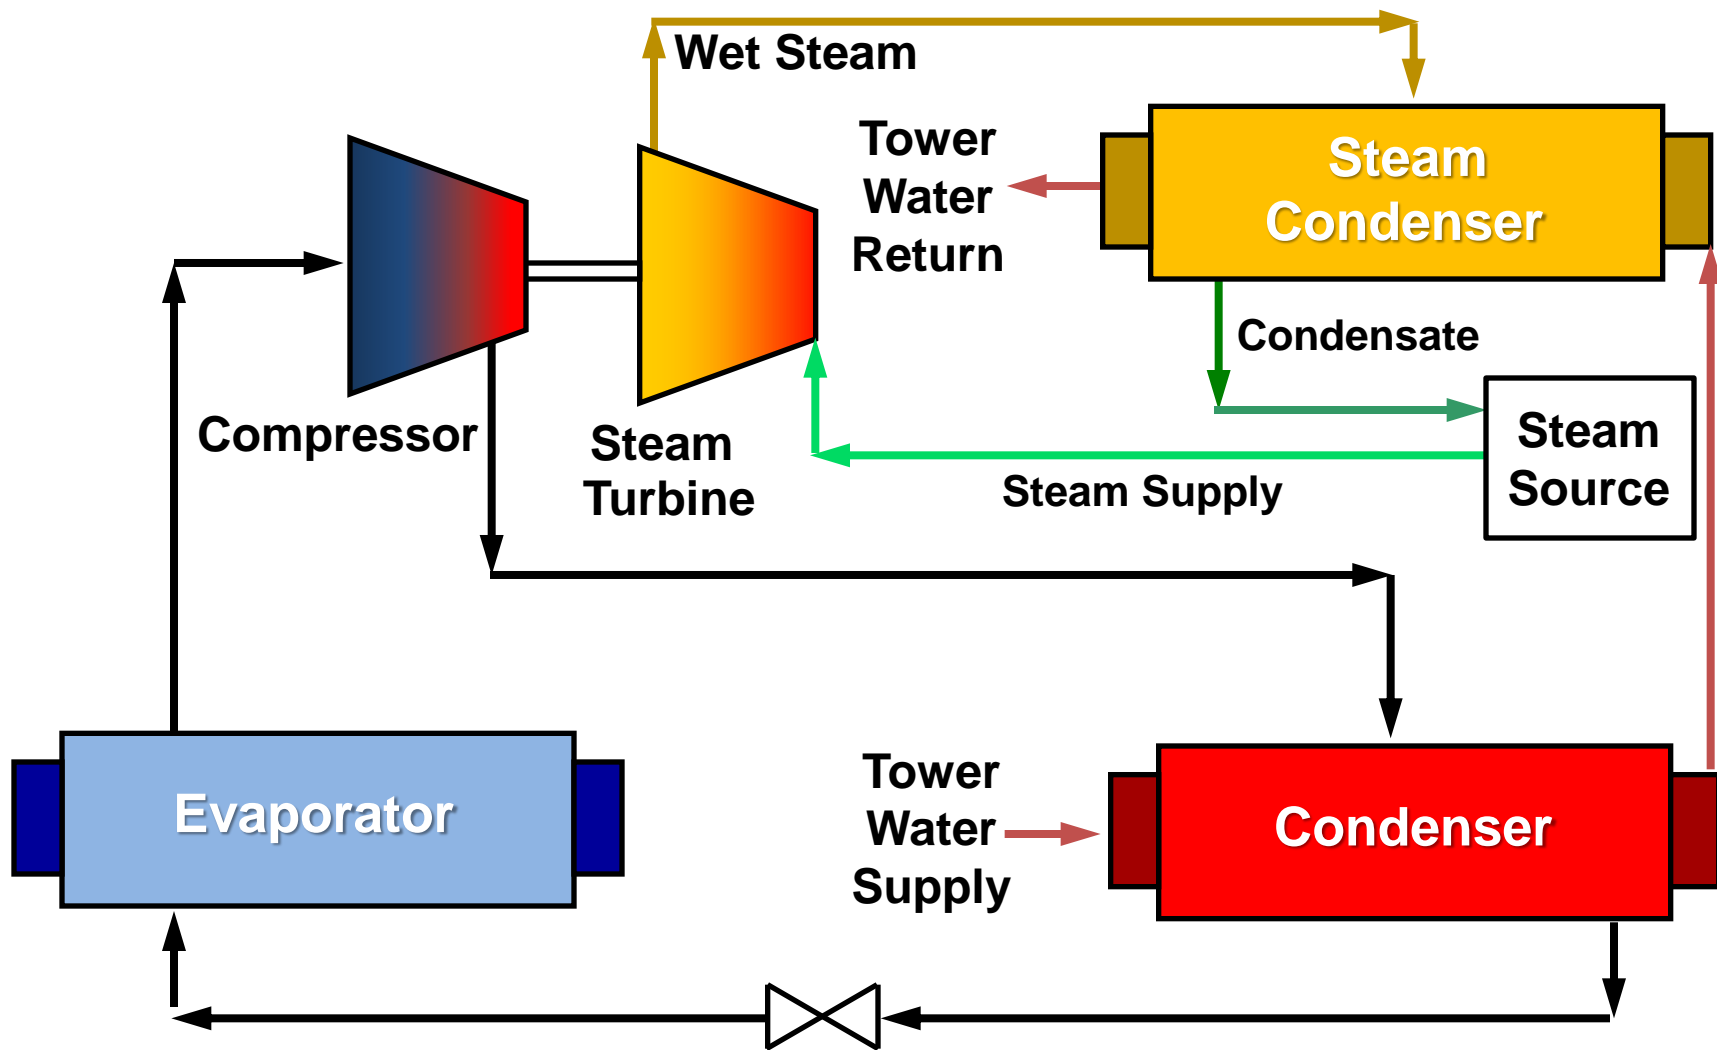 Wet Steam
Tower
Water
Return
Steam
Condenser
Condensate
Compressor
Steam
Turbine
Steam
Source
Steam Supply
Evaporator
Tower
Water
Supply
Condenser